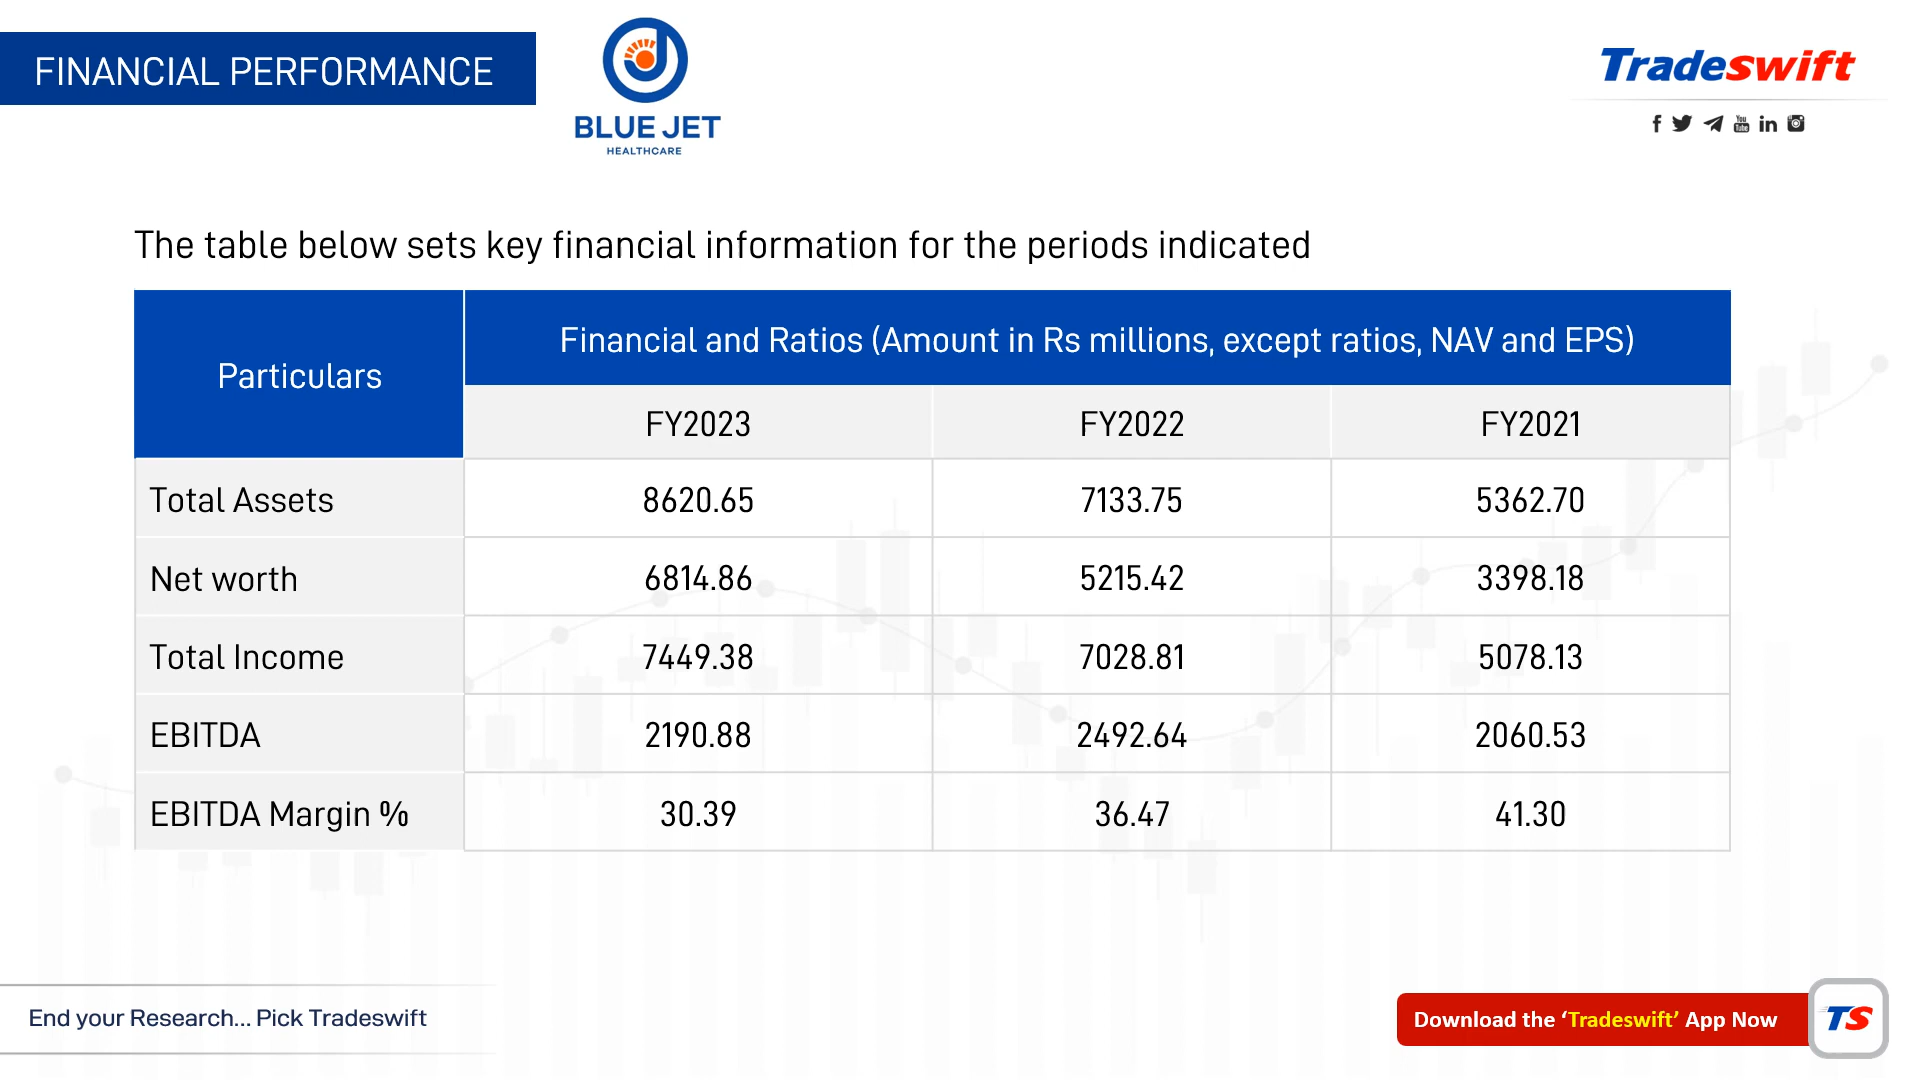 FINANCIAL PERFORMANCE
BLUE JET
HEALTHCARE
Tradeswift
f You Tube in
The table below sets key financial information for the periods indicated
Particulars Financial and Ratios (Amount in Rs millions, except ratios, NAV and EPS)
FY2023 FY2022 FY2021
Total Assets 8620.65 7133.75 5362.70
Net worth 6814.86 5215.42 3398.18
Total Income 7449.38 7028.81 5078.13
EBITDA 2190.88 2492.64 2060.53
EBITDA Margin % 30.39 36.47 41.30
End your Research... Pick Tradeswift
Download the ‘Tradeswift’ App Now TS